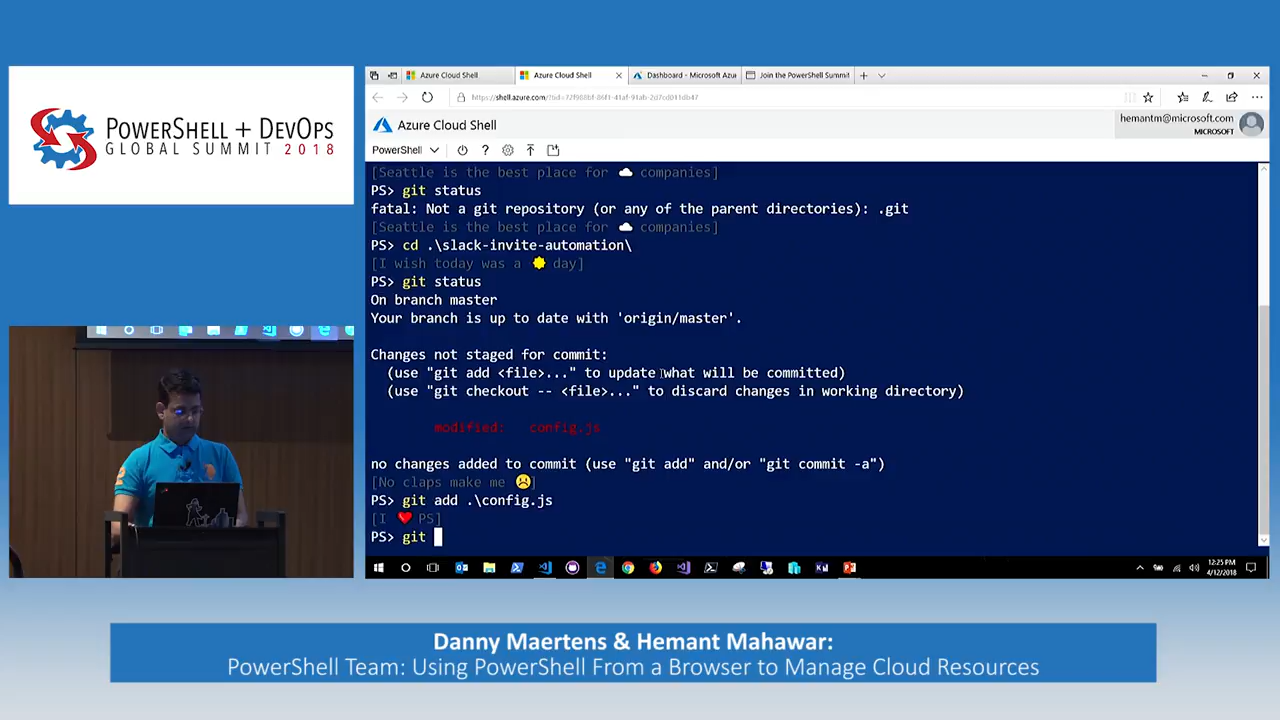 POWERSHELL + DEVOPS
GLOBAL SUMMIT 2018
Azure Cloud Shell
Azure Cloud Shell
Dashboard - Microsoft Azu
Join the PowerShell Summit
Azure Cloud Shell
hemantm@microsoft.com
MICROSOFT
PowerShell
?
[Seattle is the best place for ☁ companies]
PS> git status
fatal: Not a git repository (or any of the parent directories): .git
[Seattle is the best place for ☁ companies]
PS> cd .\slack-invite-automation\
[I wish today was a ☀ day]
PS> git status
On branch master
Your branch is up to date with 'origin/master'.
Changes not staged for commit:
(use "git add <file>..." to update what will be committed)
(use "git checkout -- <file>..." to discard changes in working directory)
modified: config.js
no changes added to commit (use "git add" and/or "git commit -a")
[No claps make me ☹]
PS> git add .\config.js
[I ❤ PS]
PS> git
12:25 PM
4/12/2018
Danny Maertens & Hemant Mahawar:
PowerShell Team: Using PowerShell From a Browser to Manage Cloud Resources